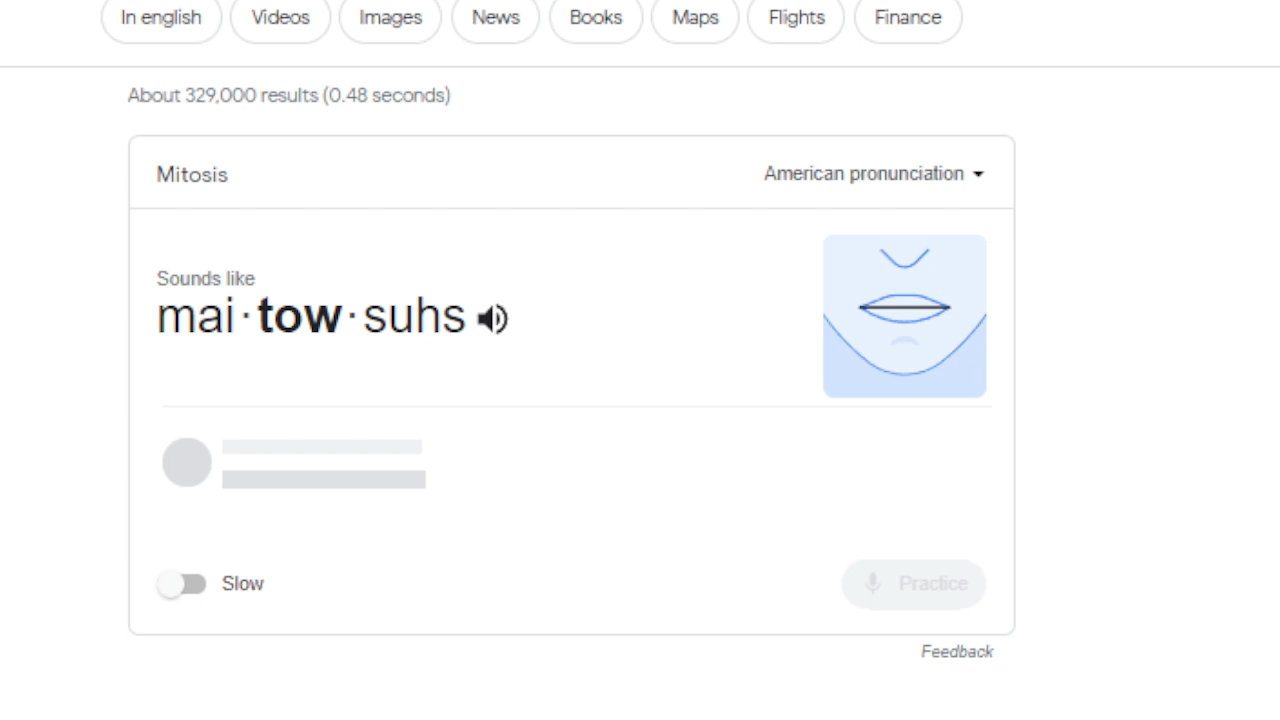 In english Videos Images News Books Maps Flights Finance
About 329,000 results (0.48 seconds)
Mitosis American pronunciation
Sounds like
mai·tow·suhs
Slow Practice
Feedback